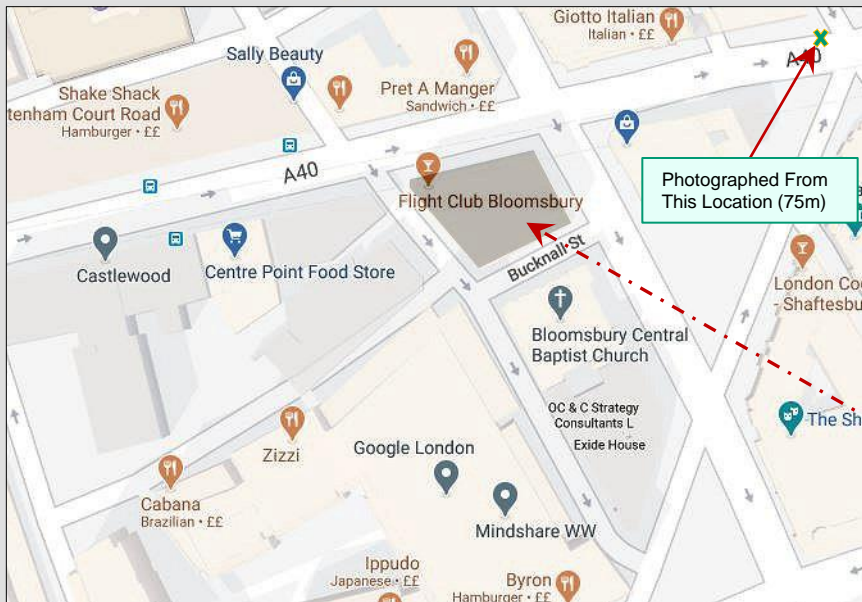 Giotto Italian
Italian · ££
Sally Beauty
A40
Pret A Manger
Sandwich · ££
Shake Shack
tenham Court Road
Hamburger · ££
A40
Photographed From
This Location (75m)
Flight Club Bloomsbury
Bucknall St
Castlewood
Centre Point Food Store
London Co
- Shaftesbu
Bloomsbury Central
Baptist Church
OC & C Strategy
Consultants L
Exide House
The Sh
Zizzi
Google London
Cabana
Brazilian · ££
Mindshare WW
Ippudo
Japanese · ££
Byron
Hamburger · ££